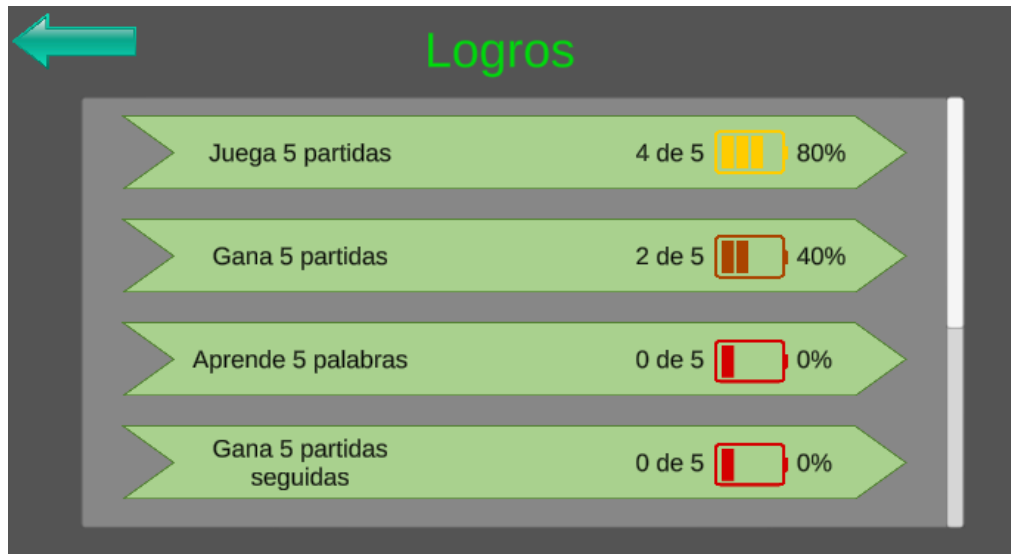 Logros
Juega 5 partidas 4 de 5 80%
Gana 5 partidas 2 de 5 40%
Aprende 5 palabras 0 de 5 0%
Gana 5 partidas
seguidas 0 de 5 0%